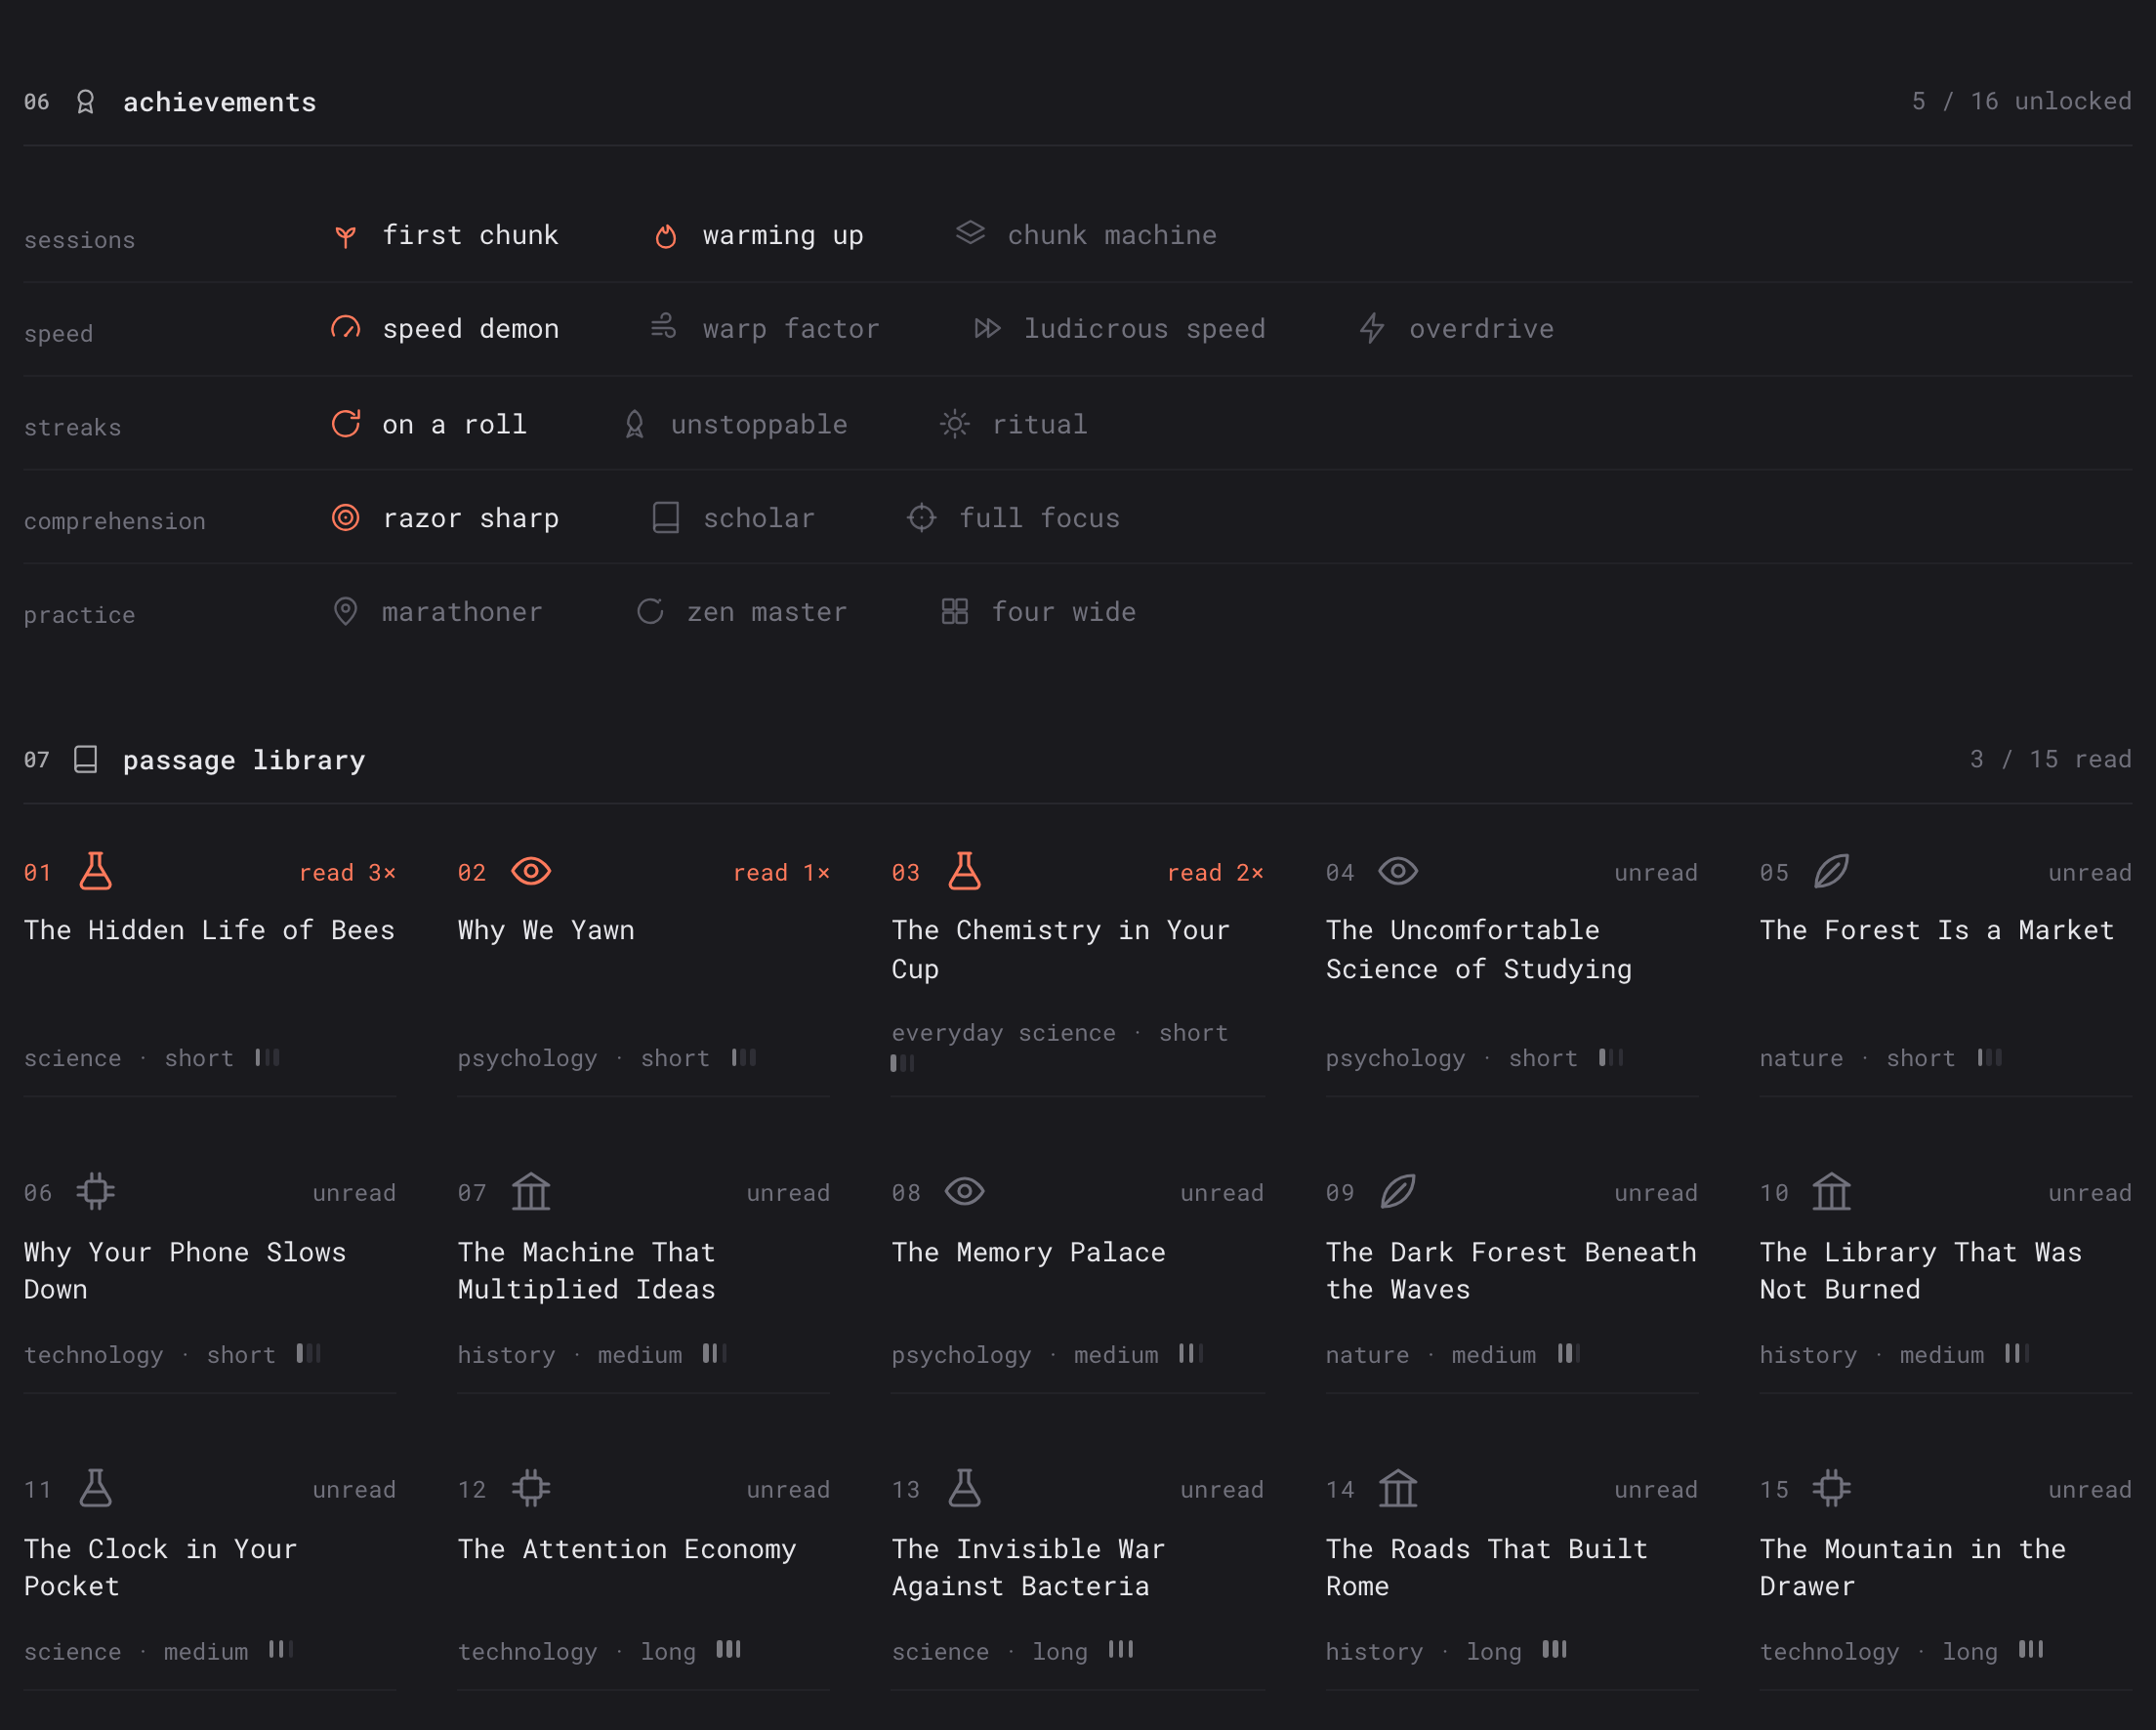 06 achievements 5 / 16 unlocked
sessions first chunk warming up chunk machine
speed speed demon warp factor ludicrous speed overdrive
streaks on a roll unstoppable ritual
comprehension razor sharp scholar full focus
practice marathoner zen master four wide
07 passage library 3 / 15 read
01 read 3×
The Hidden Life of Bees
science · short
02 read 1×
Why We Yawn
psychology · short
03 read 2×
The Chemistry in Your
Cup
everyday science · short
04 unread
The Uncomfortable
Science of Studying
psychology · short
05 unread
The Forest Is a Market
nature · short
06 unread
Why Your Phone Slows
Down
technology · short
07 unread
The Machine That
Multiplied Ideas
history · medium
08 unread
The Memory Palace
psychology · medium
09 unread
The Dark Forest Beneath
the Waves
nature · medium
10 unread
The Library That Was
Not Burned
history · medium
11 unread
The Clock in Your
Pocket
science · medium
12 unread
The Attention Economy
technology · long
13 unread
The Invisible War
Against Bacteria
science · long
14 unread
The Roads That Built
Rome
history · long
15 unread
The Mountain in the
Drawer
technology · long